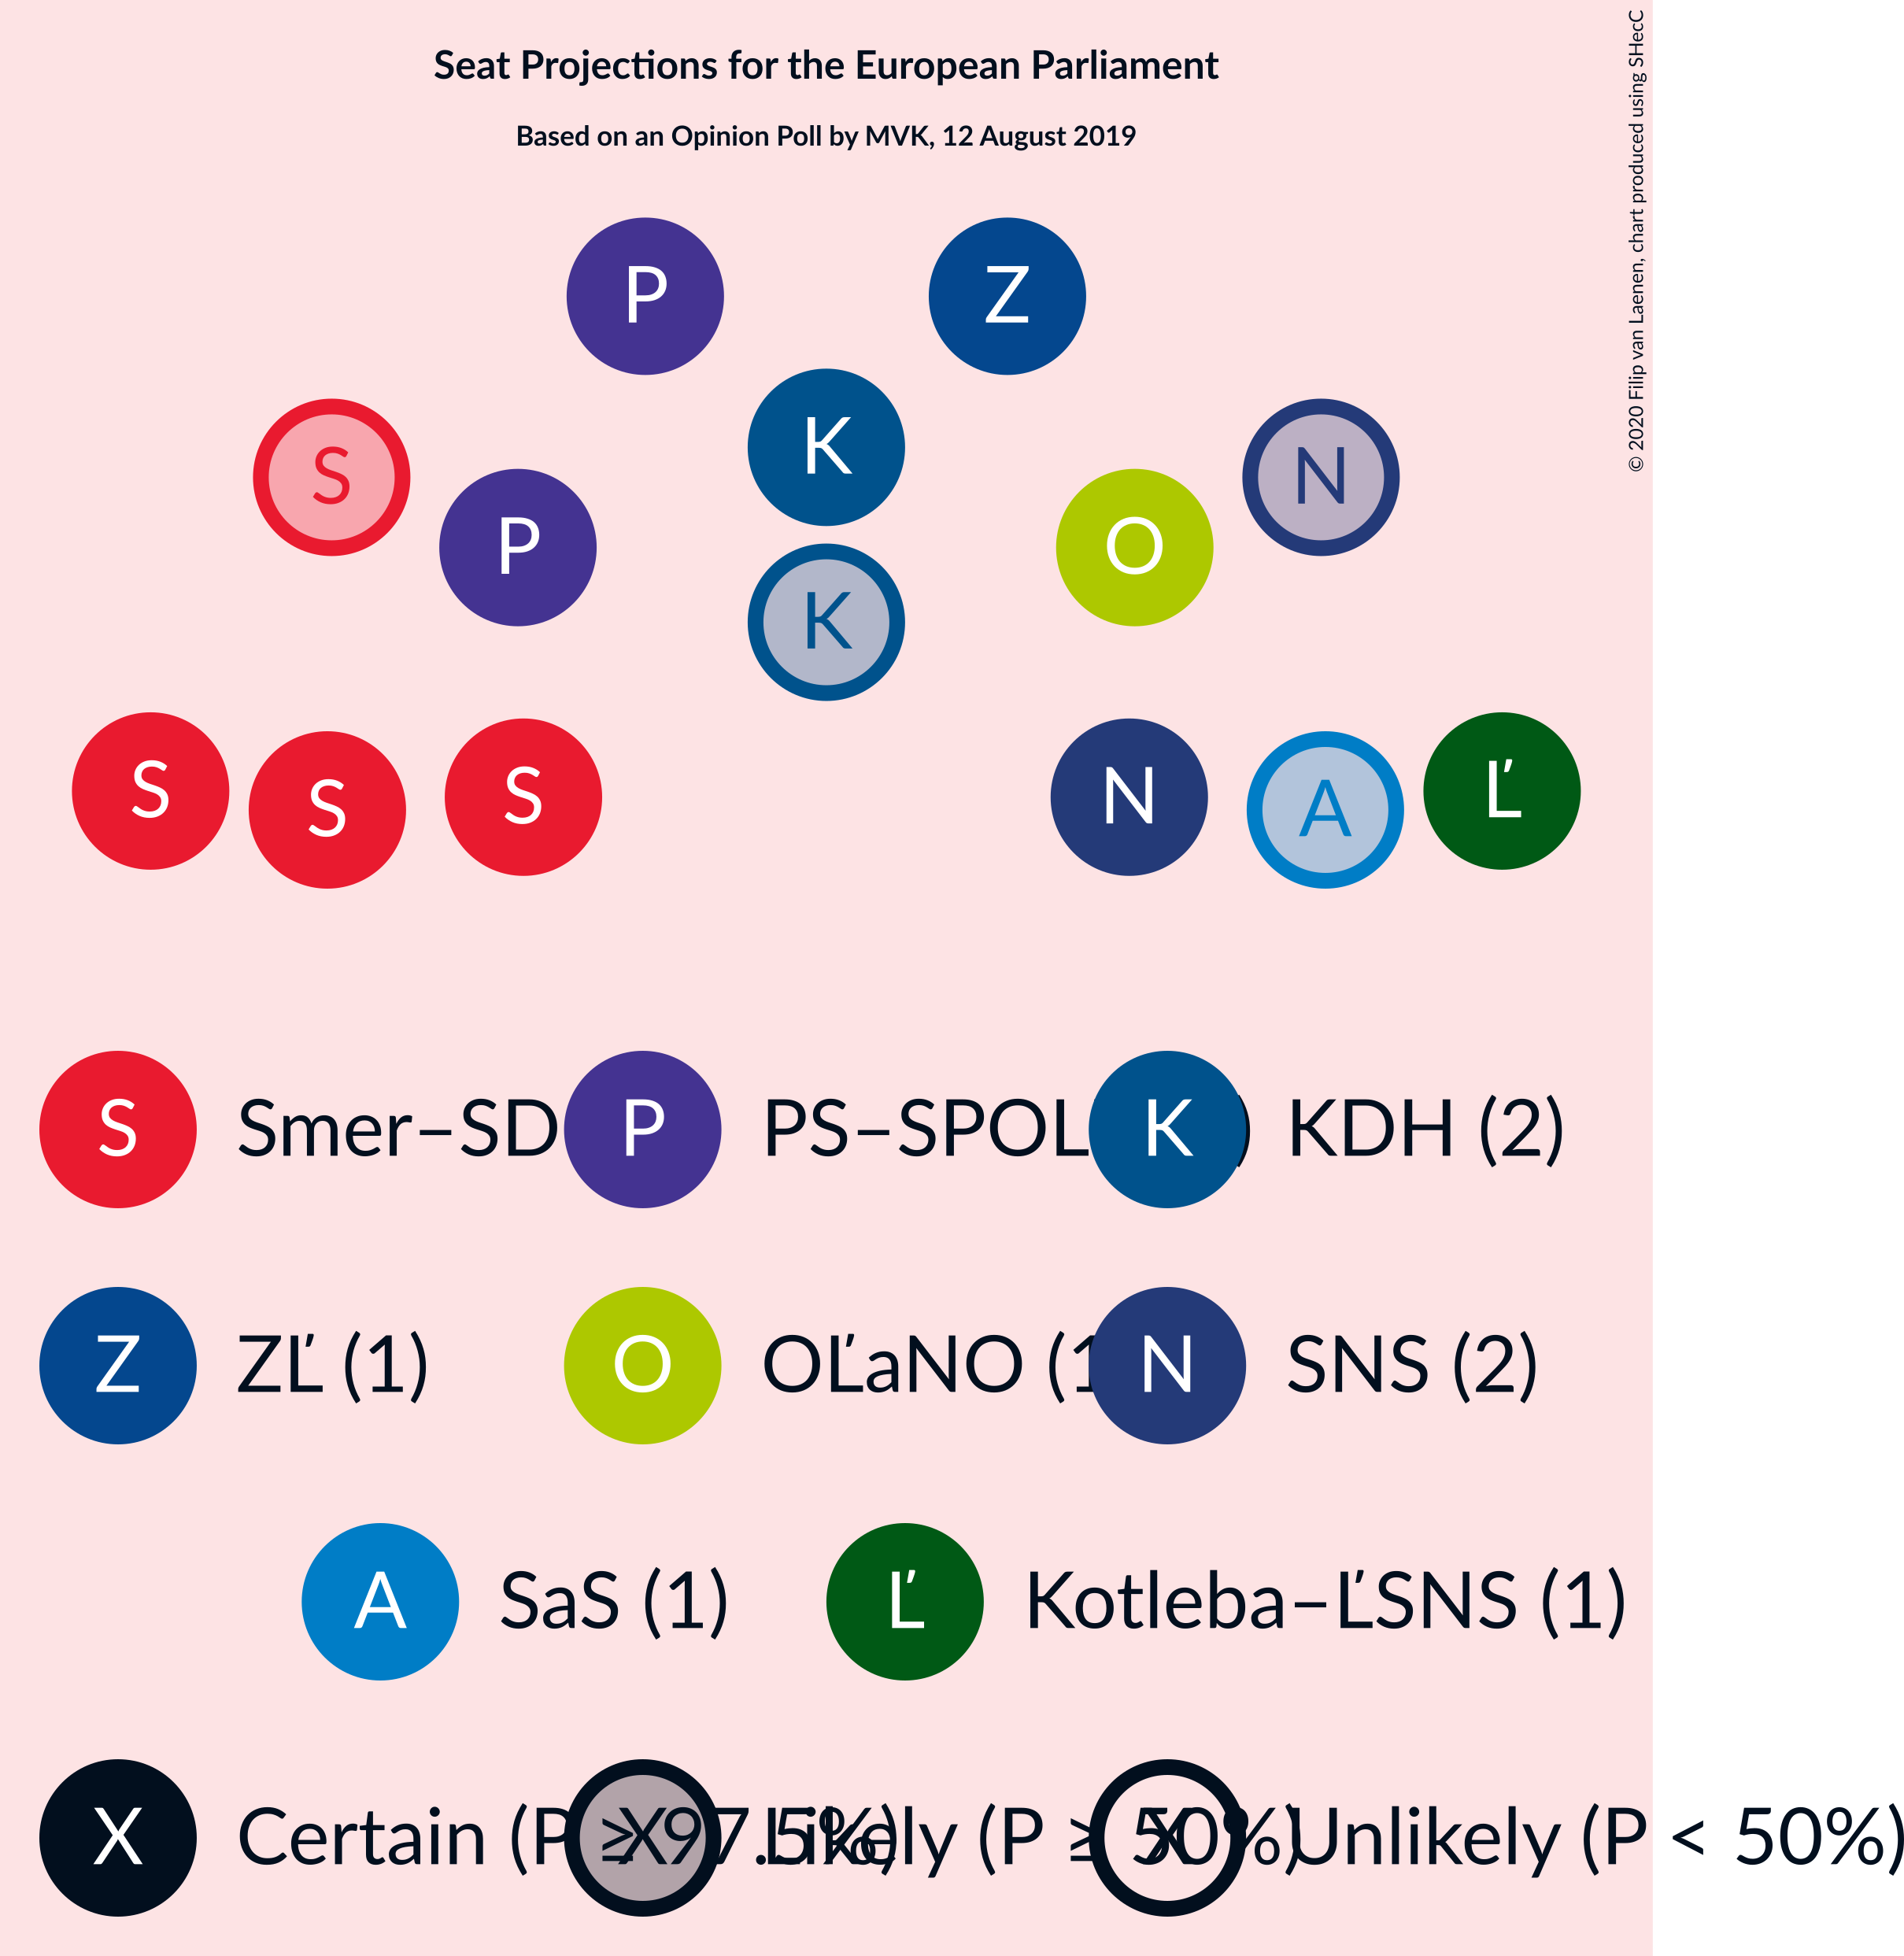 Seat Projections for the European Parliament
Based on an Opinion Poll by MVK, 12 August 2019
© 2020 Filip van Laenen, chart produced using SHecC
P Z
K
S N
P O
K
S S S N A Ľ
S Smer–SD P PS–SPOL K KDH (2)
Z ZĽ (1) O OĽaNO (1 N SNS (2)
A SaS (1) Ľ Kotleba–ĽSNS (1)
X Certain (P ≥ 97.5%) X Likely (P ≥ 50%) X Unlikely (P < 50%)